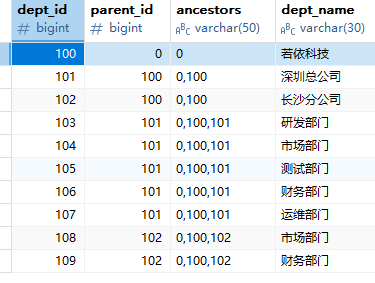 dept_id parent_id ancestors dept_name
# bigint # bigint ABC varchar(50) ABC varchar(30)
100 0 0 若依科技
101 100 0,100 深圳总公司
102 100 0,100 长沙分公司
103 101 0,100,101 研发部门
104 101 0,100,101 市场部门
105 101 0,100,101 测试部门
106 101 0,100,101 财务部门
107 101 0,100,101 运维部门
108 102 0,100,102 市场部门
109 102 0,100,102 财务部门